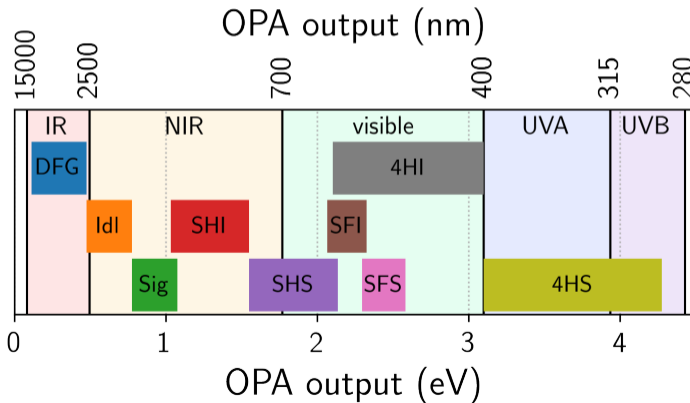 OPA output (nm)
15000 2500 700 400 315 280
IR NIR visible UVA UVB
DFG 4HI
Idl SHI SFI
Sig SHS SFS 4HS
0 1 2 3 4
OPA output (eV)